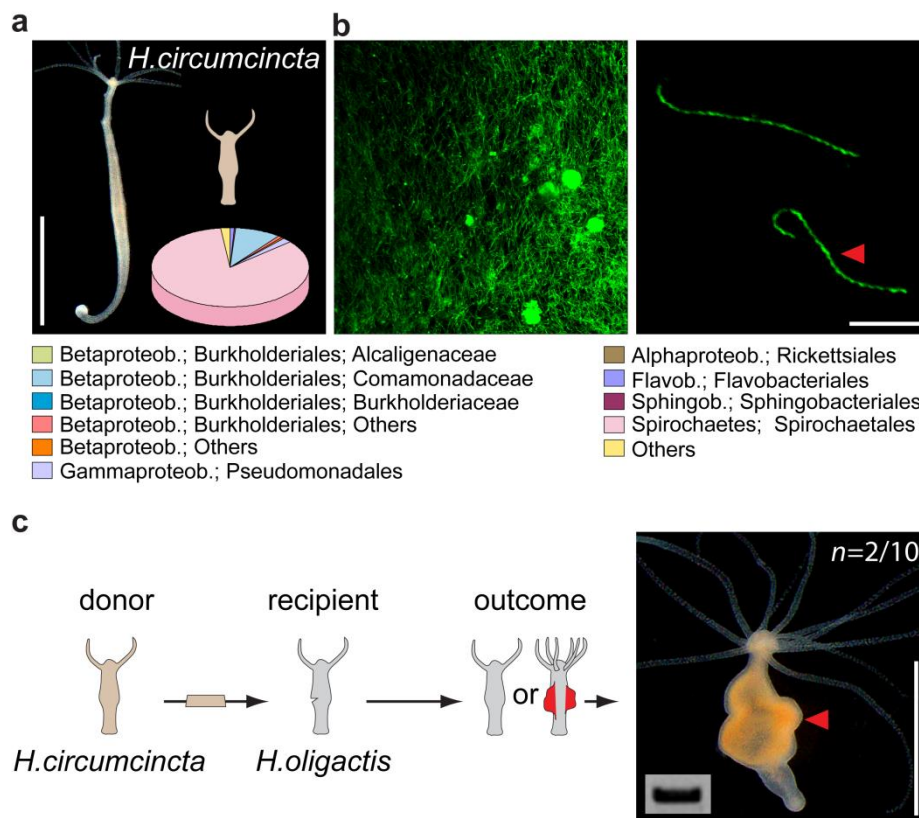 a
b
H.circumcincta
Betaproteob.; Burkholderiales; Alcaligenaceae
Betaproteob.; Burkholderiales; Comamonadaceae
Betaproteob.; Burkholderiales; Burkholderiaceae
Betaproteob.; Burkholderiales; Others
Betaproteob.; Others
Gammaproteob.; Pseudomonadales
Alphaproteob.; Rickettsiales
Flavob.; Flavobacteriales
Sphingob.; Sphingobacteriales
Spirochaetes; Spirochaetales
Others
c
donor
recipient
outcome
or
H.circumcincta
H.oligactis
n=2/10